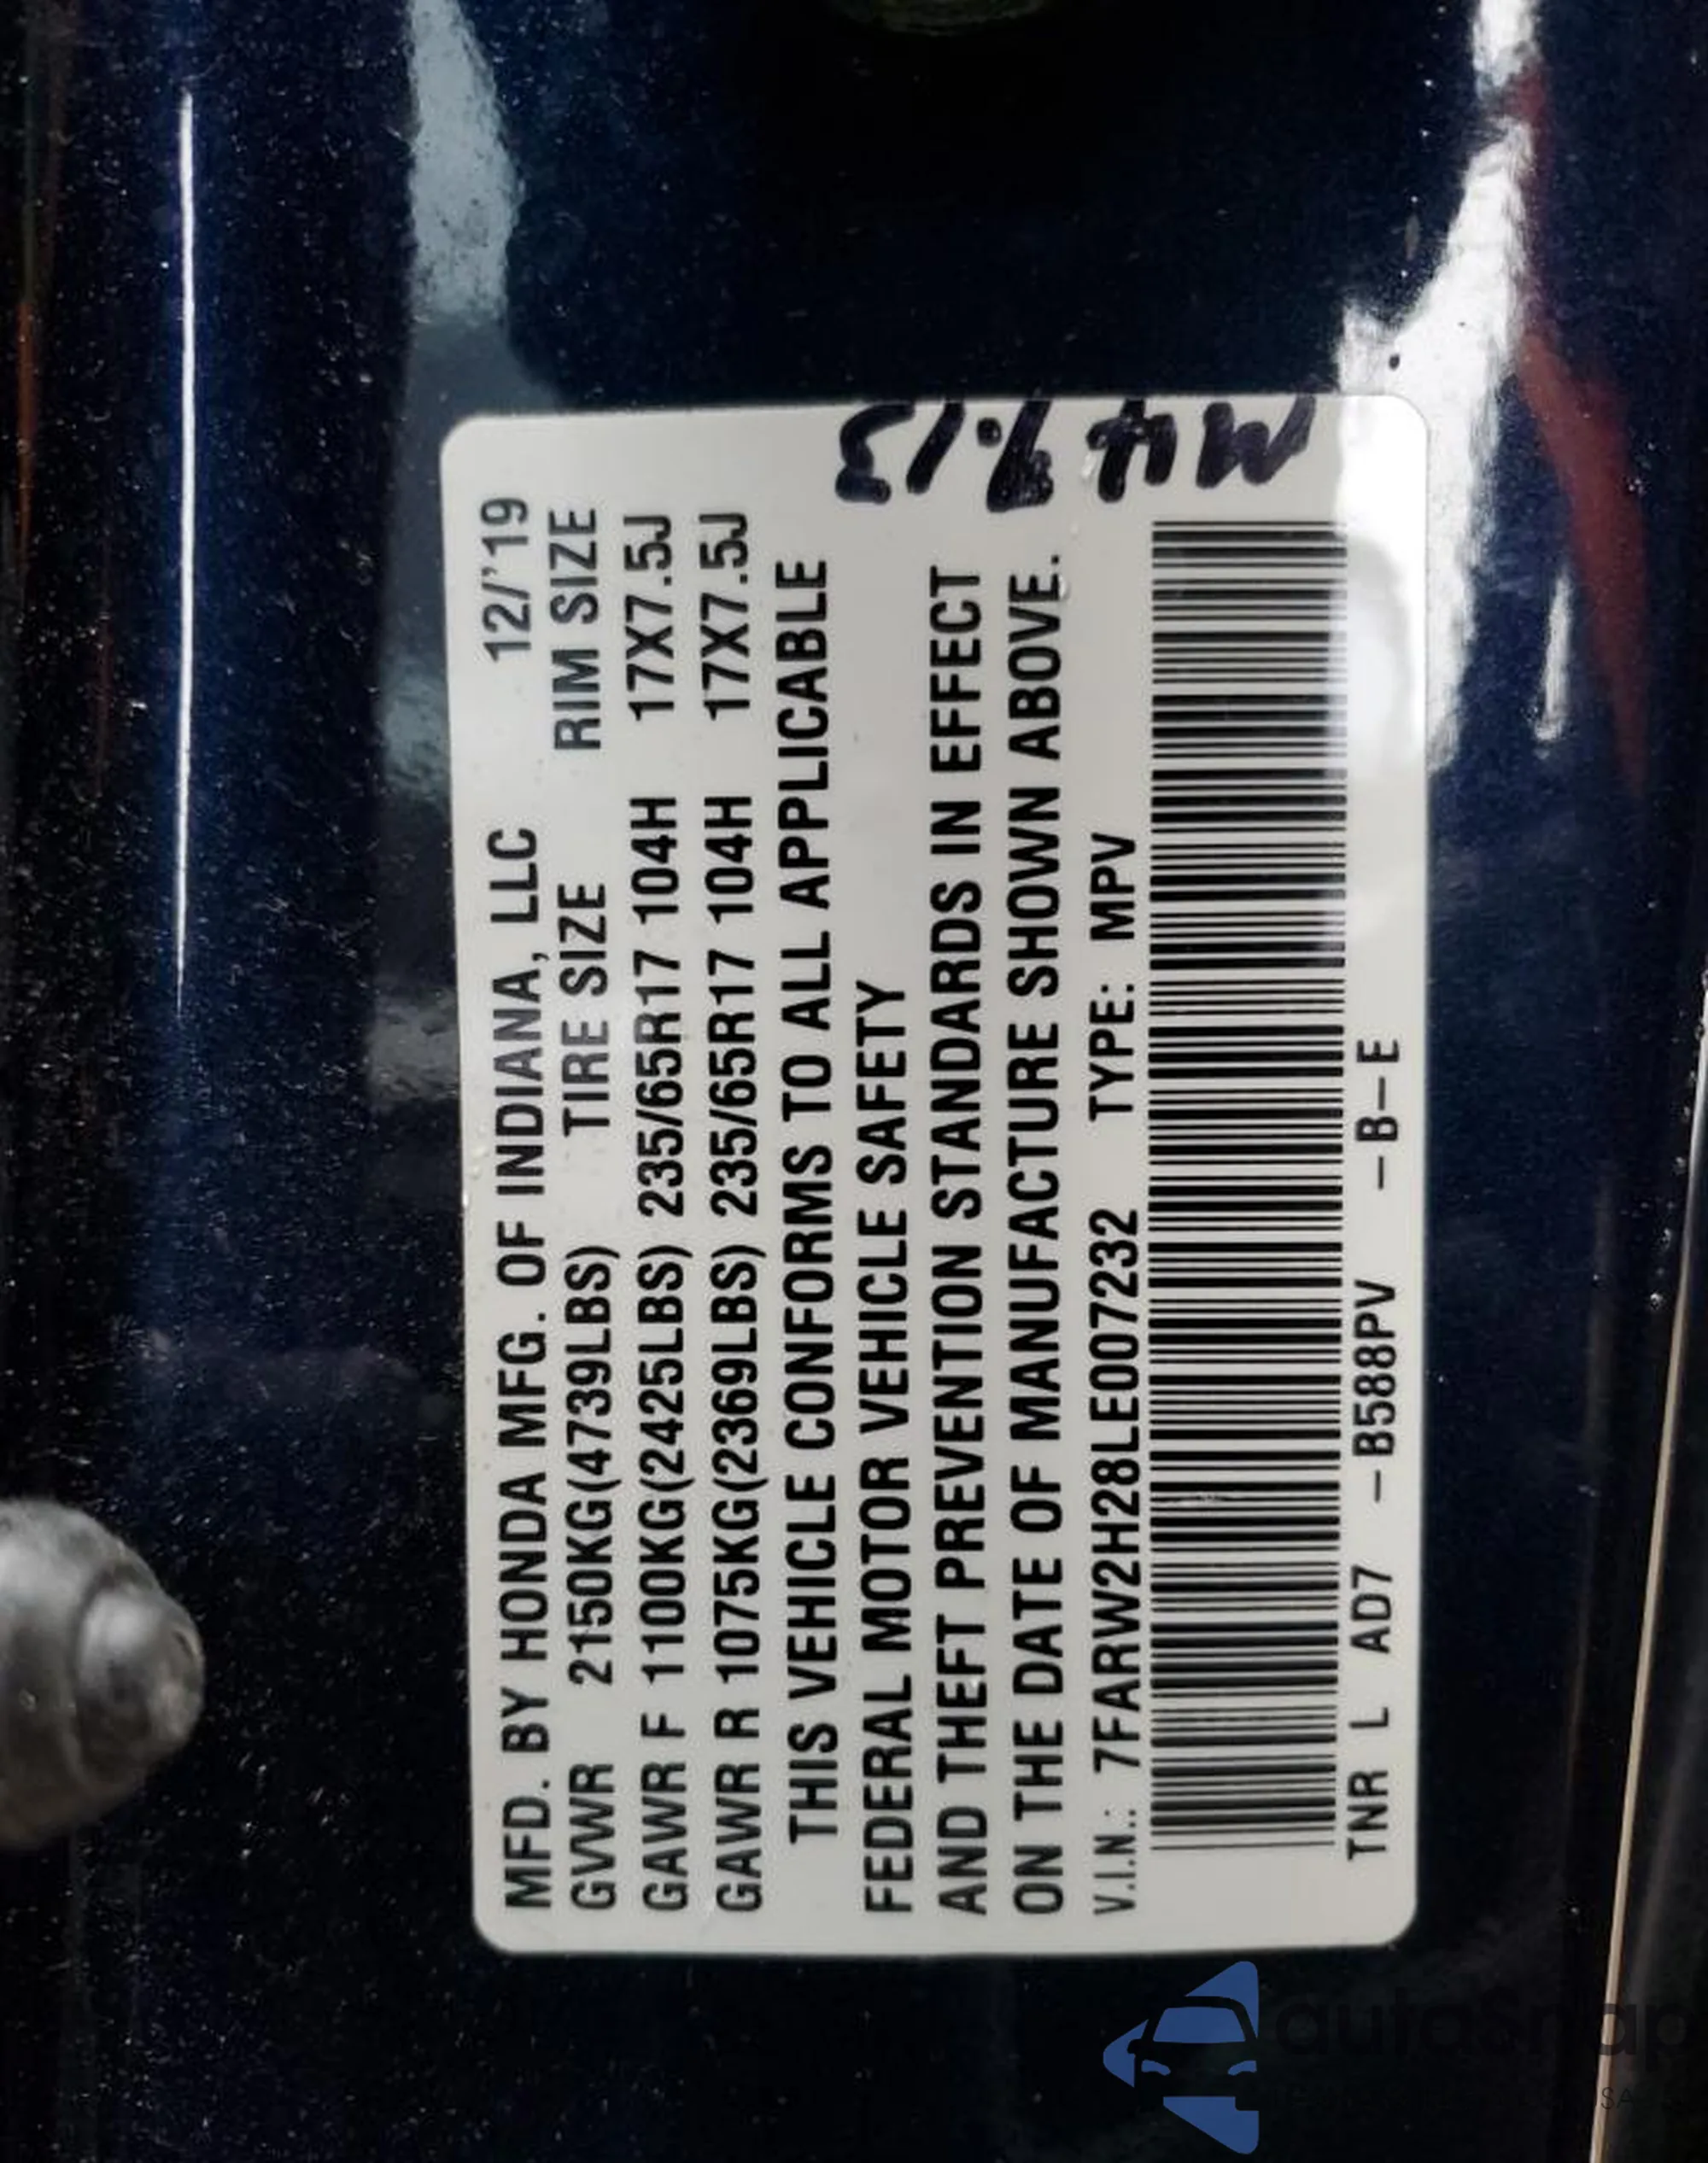 MFD. BY HONDA MFG. OF INDIANA, LLC 12/'19
GVWR 2150KG(4739LBS) TIRE SIZE RIM SIZE
GAWR F 1100KG(2425LBS) 235/65R17 104H 17X7.5J
GAWR R 1075KG(2369LBS) 235/65R17 104H 17X7.5J
THIS VEHICLE CONFORMS TO ALL APPLICABLE
FEDERAL MOTOR VEHICLE SAFETY
AND THEFT PREVENTION STANDARDS IN EFFECT
ON THE DATE OF MANUFACTURE SHOWN ABOVE.
V.I.N.: 7FARW2H28LE007232 TYPE: MPV
TNR L AD7 -B588PV -B-E
autosnap